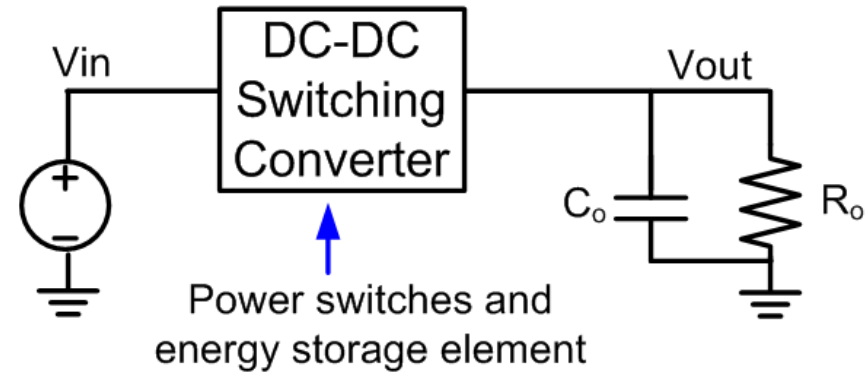 DC-DC
Switching
Converter
Vin
Vout
+
−
Cₒ
Rₒ
Power switches and
energy storage element